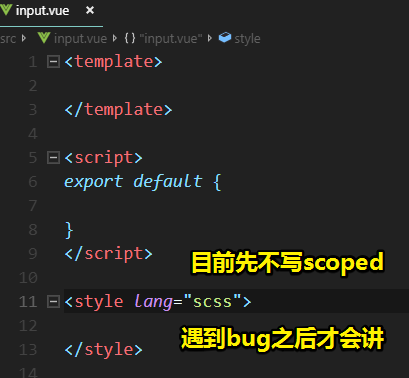 input.vue ×
src > input.vue > {} "input.vue" > style
1 <template>
2
3 </template>
4
5 <script>
6 export default {
7
8 }
9 </script>
目前先不写scoped
10
11 <style lang="scss">
12
遇到bug之后才会讲
13 </style>